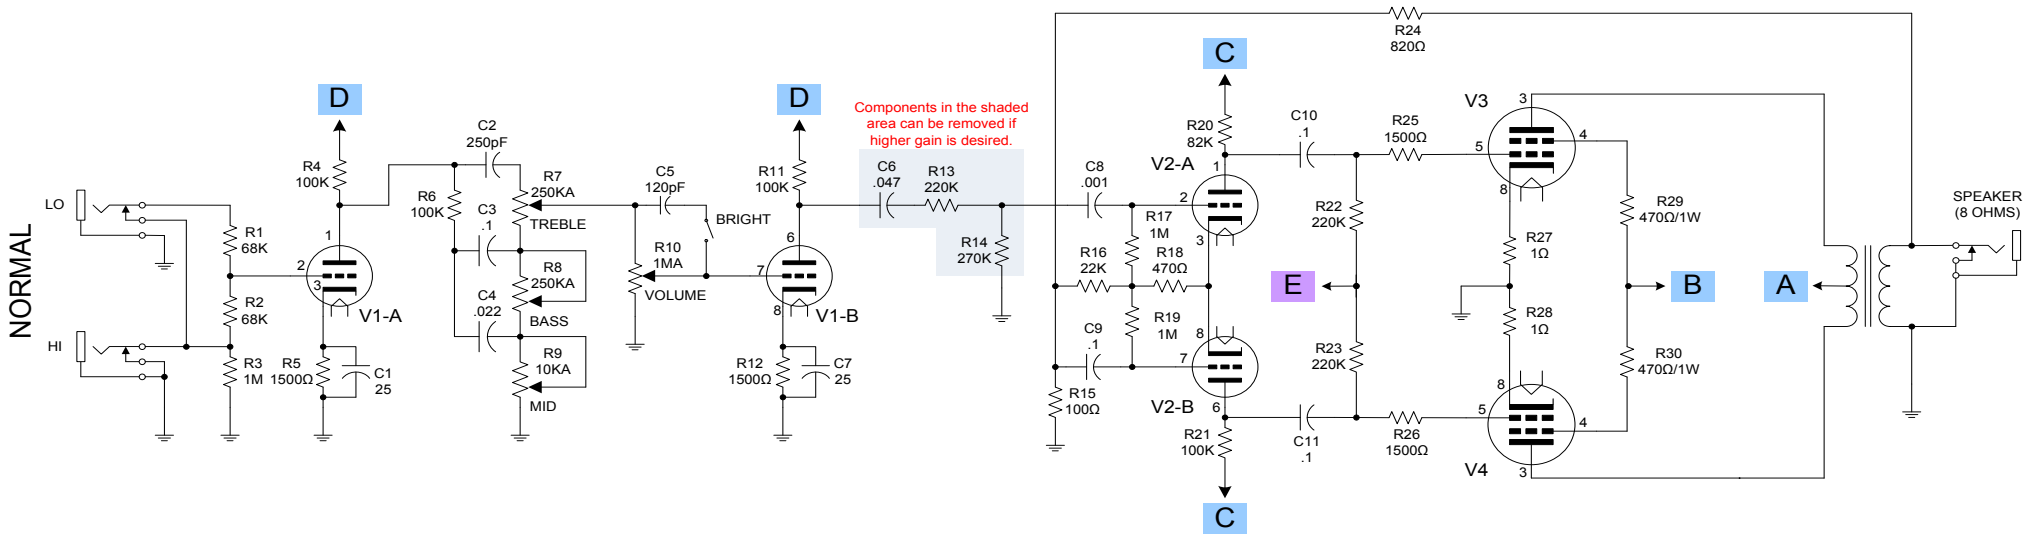 NORMAL
LO
HI
R1
68K
R2
68K
R3
1M
D
R4
100K
1
2
3
V1-A
R5
1500Ω
C1
25
C2
250pF
R6
100K
R7
250KA
TREBLE
C3
.1
R8
250KA
BASS
C4
.022
R9
10KA
MID
C5
120pF
BRIGHT
R10
1MA
VOLUME
D
R11
100K
6
7
8
V1-B
R12
1500Ω
C7
25
Components in the shaded
area can be removed if
higher gain is desired.
C6
.047
R13
220K
R14
270K
R24
820Ω
C8
.001
R16
22K
R17
1M
R18
470Ω
R19
1M
C9
.1
R15
100Ω
C
R20
82K
V2-A
1
2
3
8
7
6
V2-B
R21
100K
C
C10
.1
R22
220K
E
R23
220K
C11
.1
R25
1500Ω
R26
1500Ω
V3
3
4
5
8
R27
1Ω
R28
1Ω
8
5
4
3
V4
R29
470Ω/1W
B
R30
470Ω/1W
A
SPEAKER
(8 OHMS)